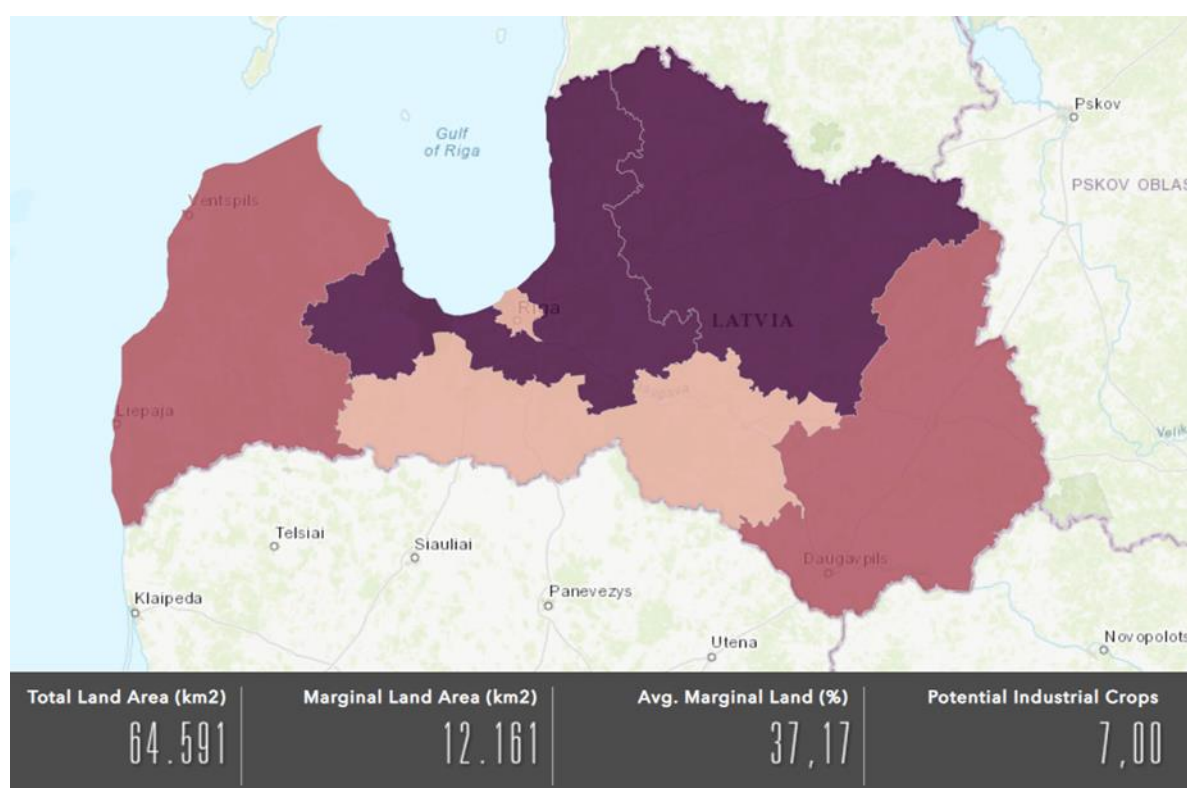 Pskov
Gulf
of Riga
PSKOV OBLAS
Ventspils
Riga
LATVIA
Liepaja
Velik
Telsiai
Siauliai
Daugavpils
Klaipeda
Panevezys
Utena
Novopolots
Total Land Area (km2)
64.591
Marginal Land Area (km2)
12.161
Avg. Marginal Land (%)
37,17
Potential Industrial Crops
7,00